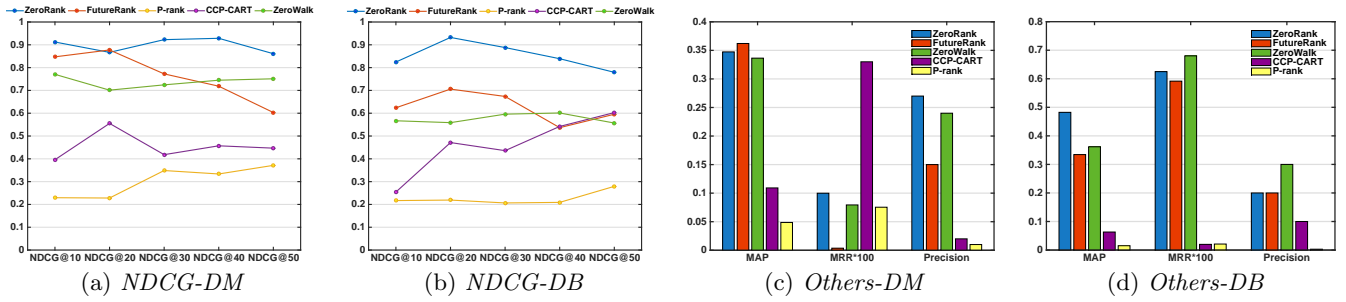 ZeroRank FutureRank P-rank CCP-CART ZeroWalk
1
0.9
0.8
0.7
0.6
0.5
0.4
0.3
0.2
0.1
0
NDCG@10 NDCG@20 NDCG@30 NDCG@40 NDCG@50
(a) NDCG-DM
ZeroRank FutureRank P-rank CCP-CART ZeroWalk
1
0.9
0.8
0.7
0.6
0.5
0.4
0.3
0.2
0.1
0
NDCG@10 NDCG@20 NDCG@30 NDCG@40 NDCG@50
(b) NDCG-DB
0.4
0.35
0.3
0.25
0.2
0.15
0.1
0.05
0
ZeroRank
FutureRank
ZeroWalk
CCP-CART
P-rank
MAP MRR*100 Precision
(c) Others-DM
0.8
0.7
0.6
0.5
0.4
0.3
0.2
0.1
0
ZeroRank
FutureRank
ZeroWalk
CCP-CART
P-rank
MAP MRR*100 Precision
(d) Others-DB